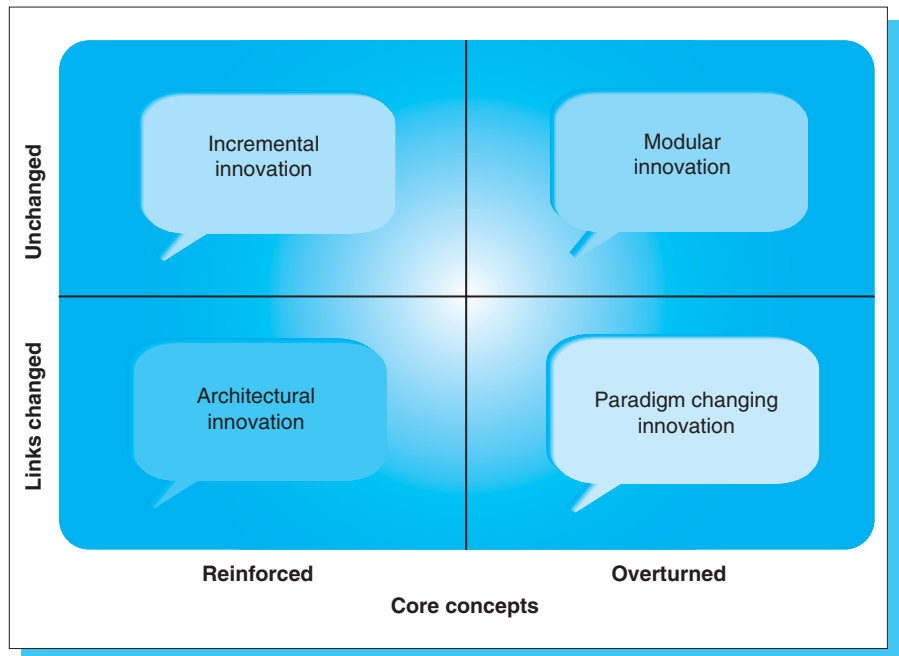 Unchanged
Incremental
innovation
Modular
innovation
Links changed
Architectural
innovation
Paradigm changing
innovation
Reinforced
Overturned
Core concepts